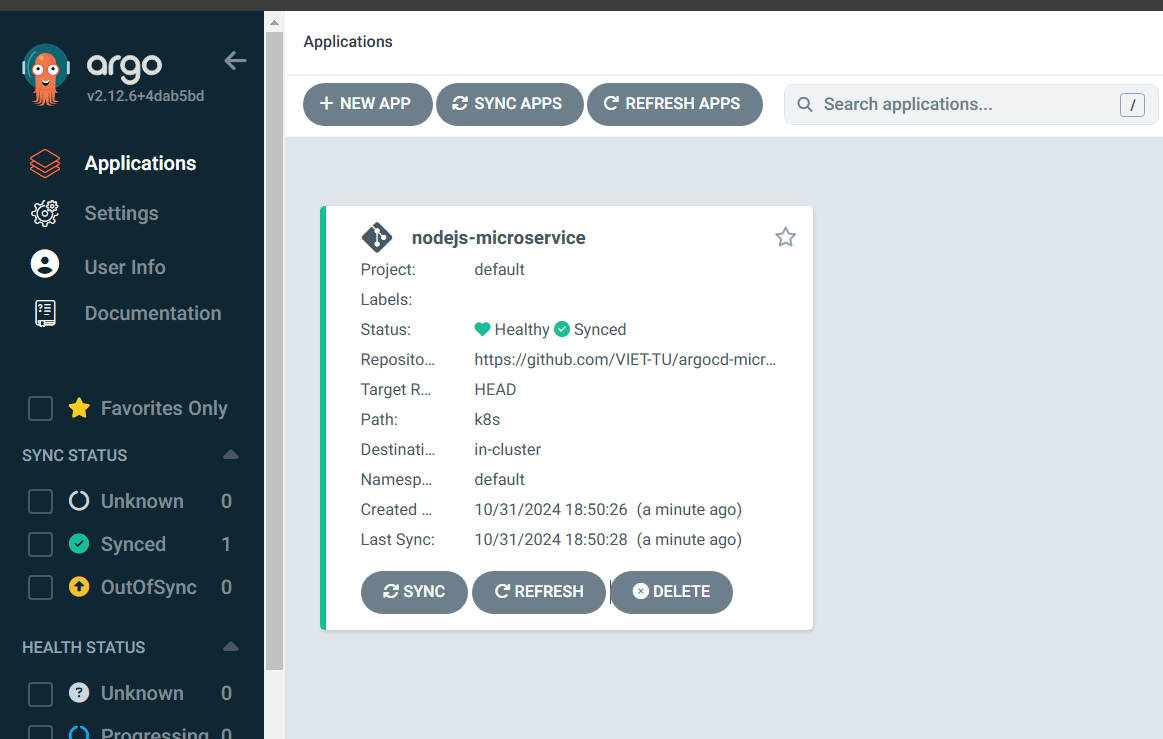 argo
v2.12.6+4dab5bd
Applications
Settings
User Info
Documentation
Favorites Only
SYNC STATUS
Unknown 0
Synced 1
OutOfSync 0
HEALTH STATUS
Unknown 0
Progressing 0
Applications
NEW APP SYNC APPS REFRESH APPS Search applications... /
nodejs-microservice
Project: default
Labels:
Status: Healthy Synced
Reposito... https://github.com/VIET-TU/argocd-micr...
Target R... HEAD
Path: k8s
Destinati... in-cluster
Namesp... default
Created ... 10/31/2024 18:50:26 (a minute ago)
Last Sync: 10/31/2024 18:50:28 (a minute ago)
SYNC REFRESH DELETE